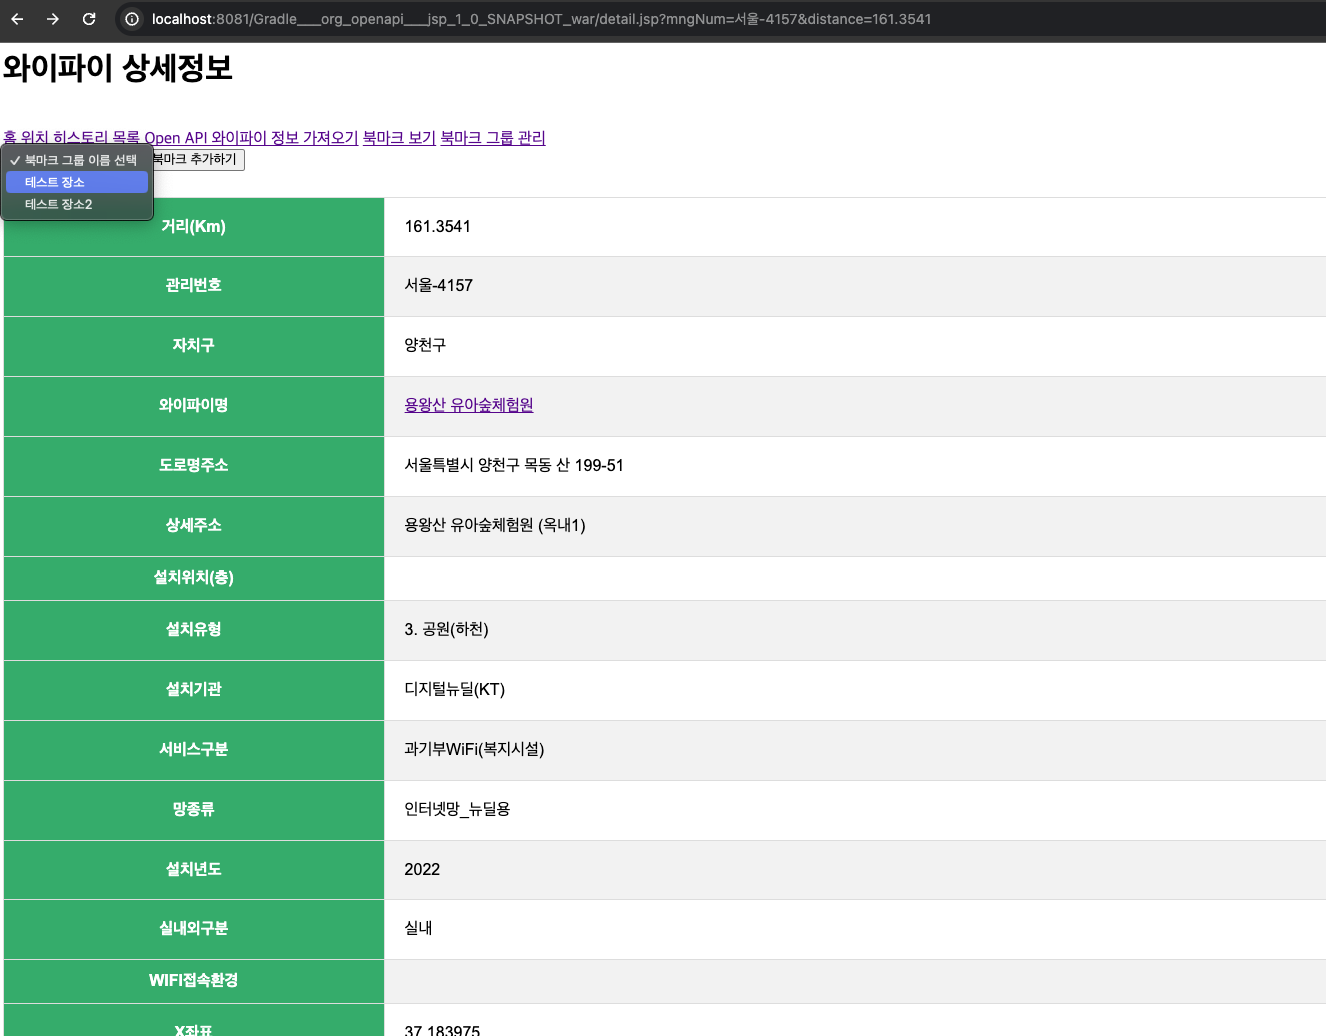 localhost:8081/Gradle___org_openapi___jsp_1_0_SNAPSHOT_war/detail.jsp?mngNum=서울-4157&distance=161.3541
와이파이 상세정보
홈 위치 히스토리 목록 Open API 와이파이 정보 가져오기 북마크 보기 북마크 그룹 관리
✓ 북마크 그룹 이름 선택 북마크 추가하기
테스트 장소
테스트 장소2
거리(Km) 161.3541
관리번호 서울-4157
자치구 양천구
와이파이명 용왕산 유아숲체험원
도로명주소 서울특별시 양천구 목동 산 199-51
상세주소 용왕산 유아숲체험원 (옥내1)
설치위치(층)
설치유형 3. 공원(하천)
설치기관 디지털뉴딜(KT)
서비스구분 과기부WiFi(복지시설)
망종류 인터넷망_뉴딜용
설치년도 2022
실내외구분 실내
WIFI접속환경
X좌표 37.183975